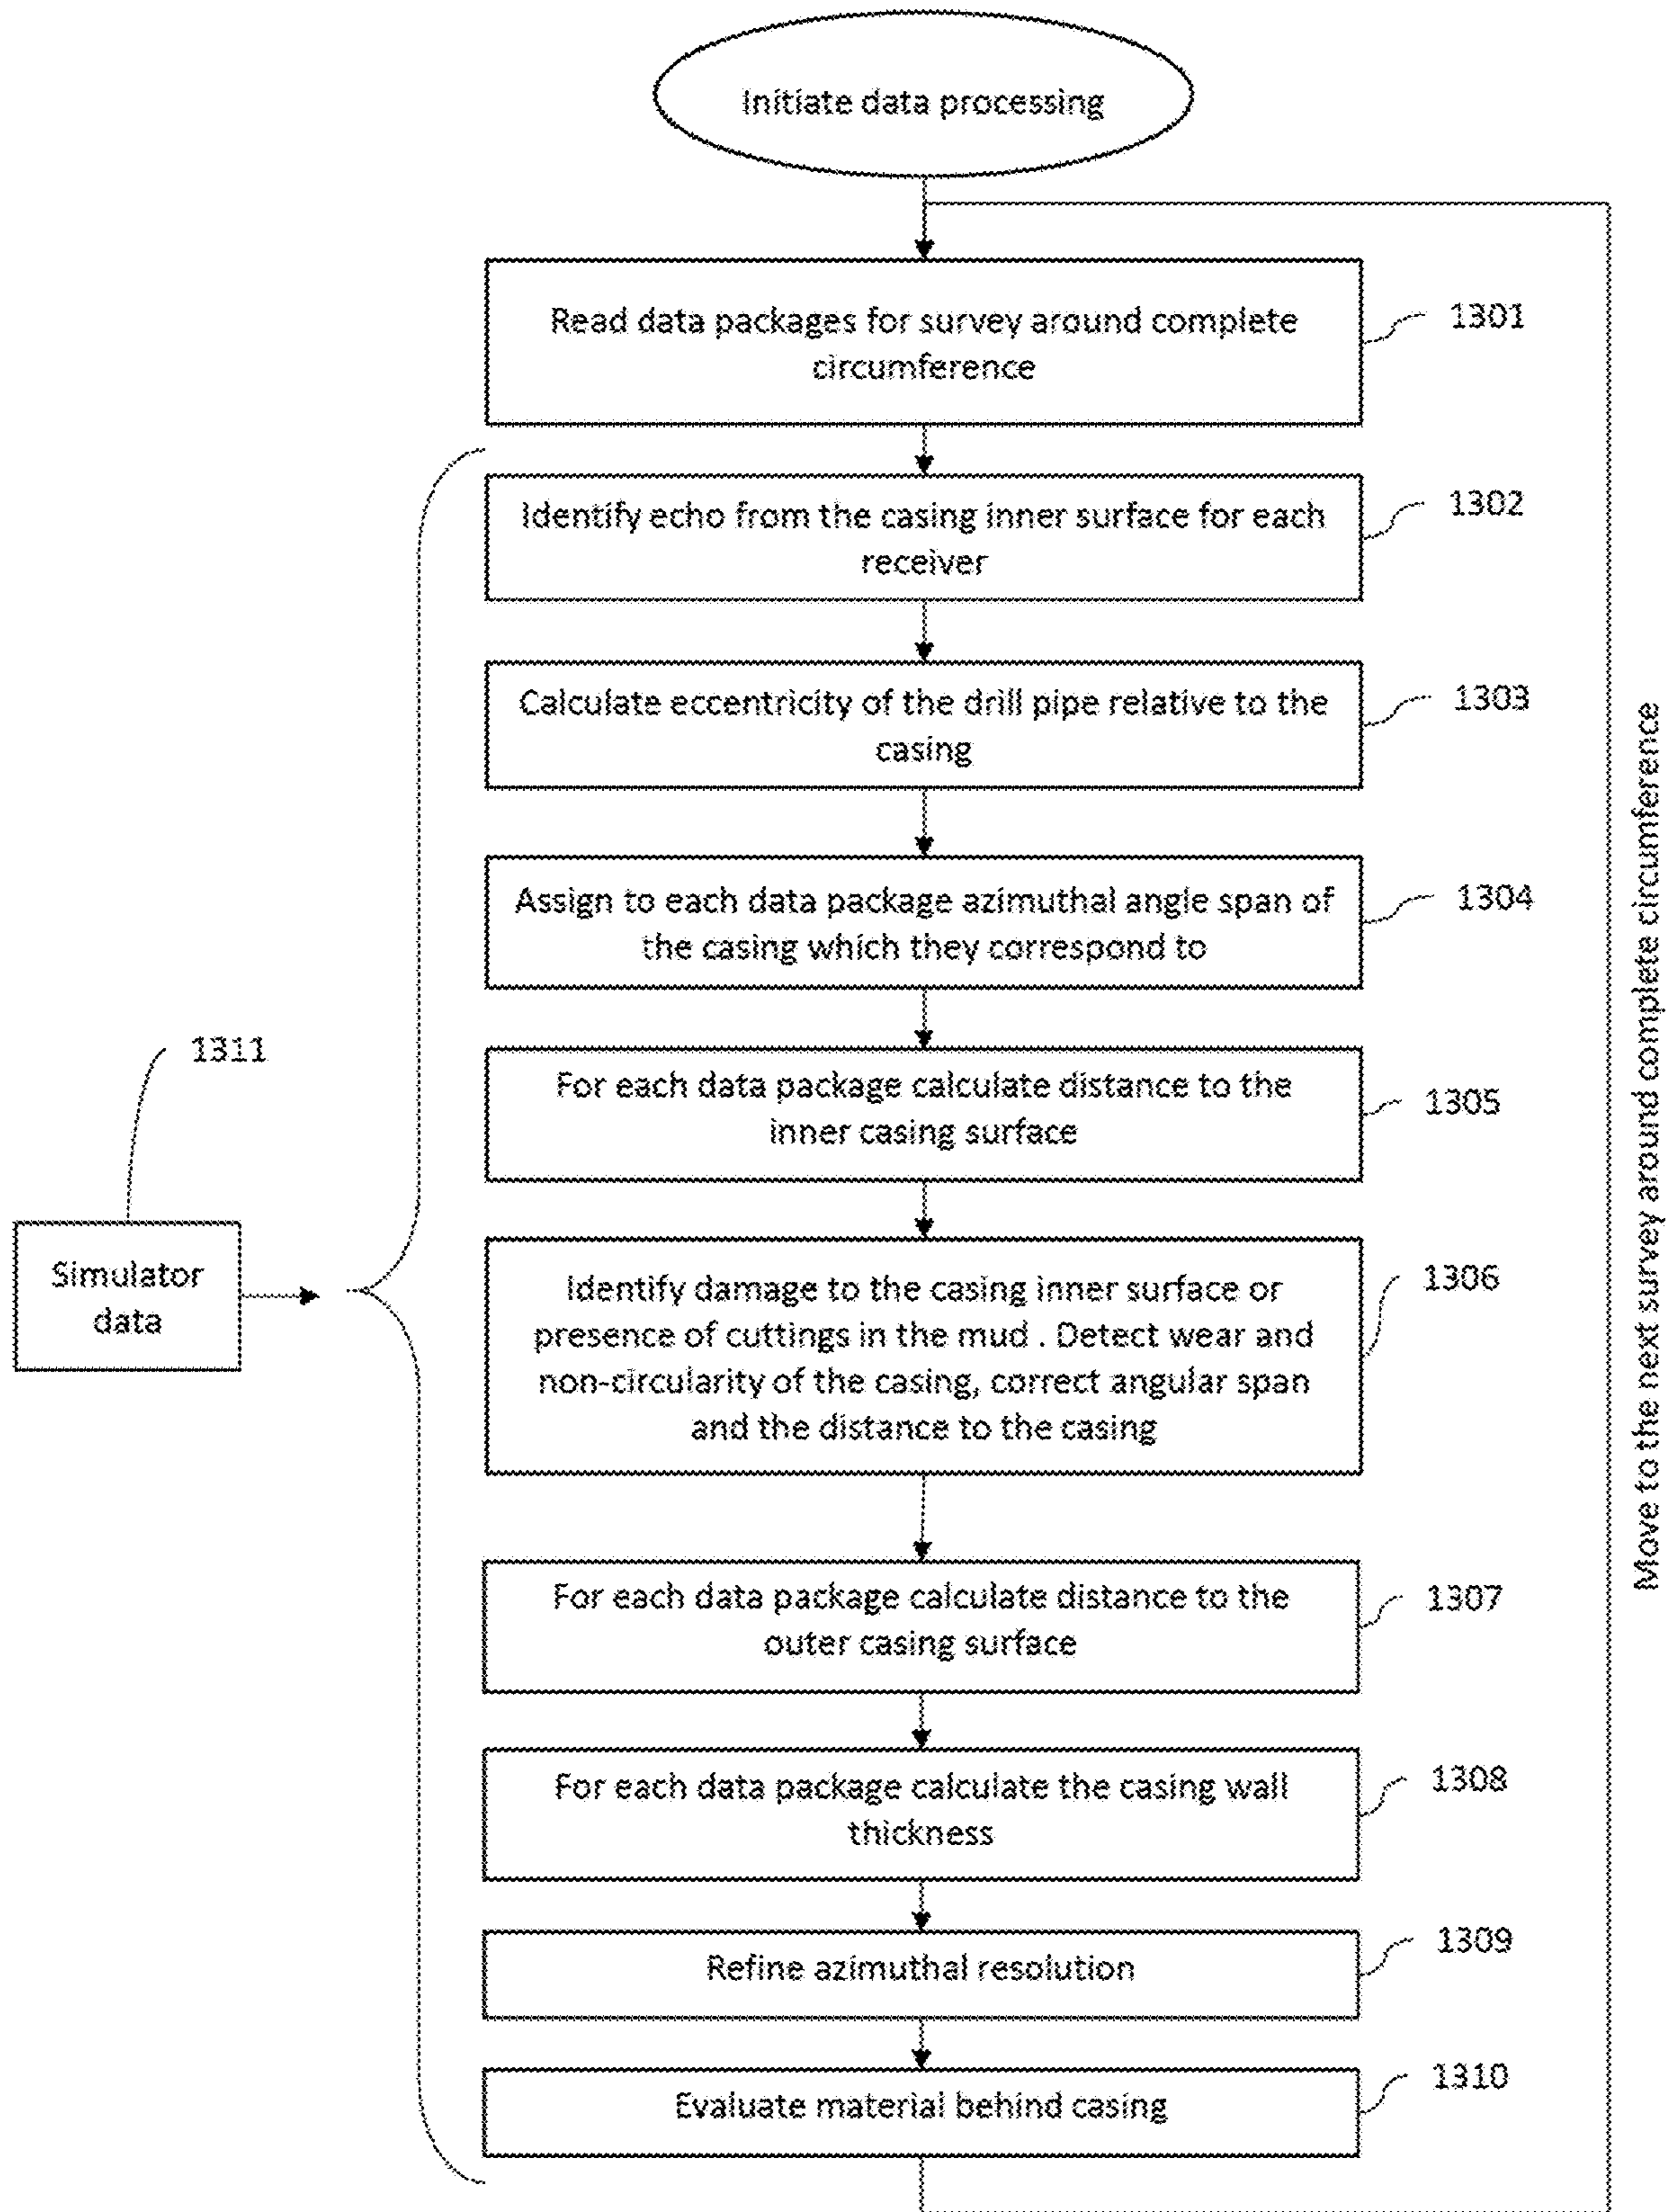 Initiate data processing
Read data packages for survey around complete
circumference
1301
Identify echo from the casing inner surface for each
receiver
1302
Calculate eccentricity of the drill pipe relative to the
casing
1303
Assign to each data package azimuthal angle span of
the casing which they correspond to
1304
For each data package calculate distance to the
inner casing surface
1305
Identify damage to the casing inner surface or
presence of cuttings in the mud . Detect wear and
non-circularity of the casing, correct angular span
and the distance to the casing
1306
For each data package calculate distance to the
outer casing surface
1307
For each data package calculate the casing wall
thickness
1308
Refine azimuthal resolution
1309
Evaluate material behind casing
1310
1311
Simulator
data
Move to the next survey around complete circumference